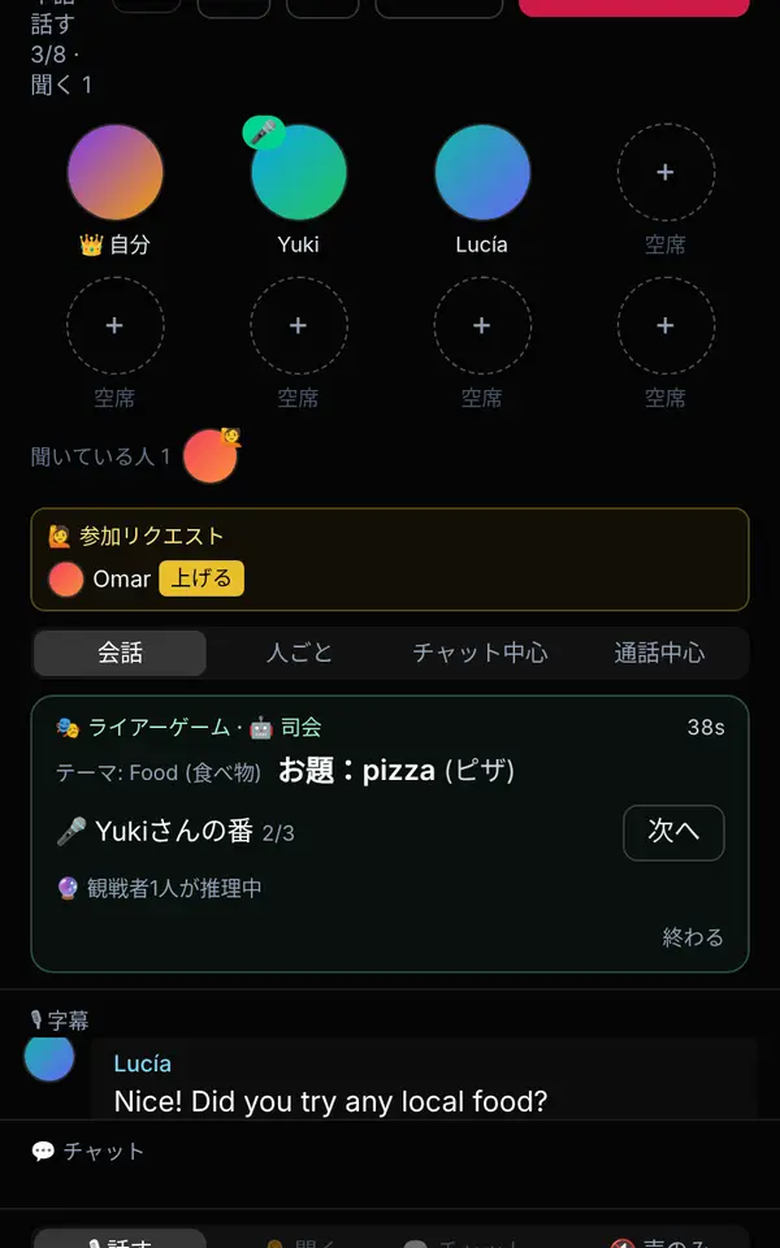 話す
3/8 ·
聞く 1
👑 自分
Yuki
Lucía
+
空席
+
空席
+
空席
+
空席
+
空席
聞いている人 1
🙋 参加リクエスト
Omar 上げる
会話 人ごと チャット中心 通話中心
🎭 ライアーゲーム · 🤖 司会 38s
テーマ: Food (食べ物) お題：pizza (ピザ)
🎤 Yukiさんの番 2/3 次へ
🔮 観戦者1人が推理中
終わる
🎙 字幕
Lucía
Nice! Did you try any local food?
💬 チャット